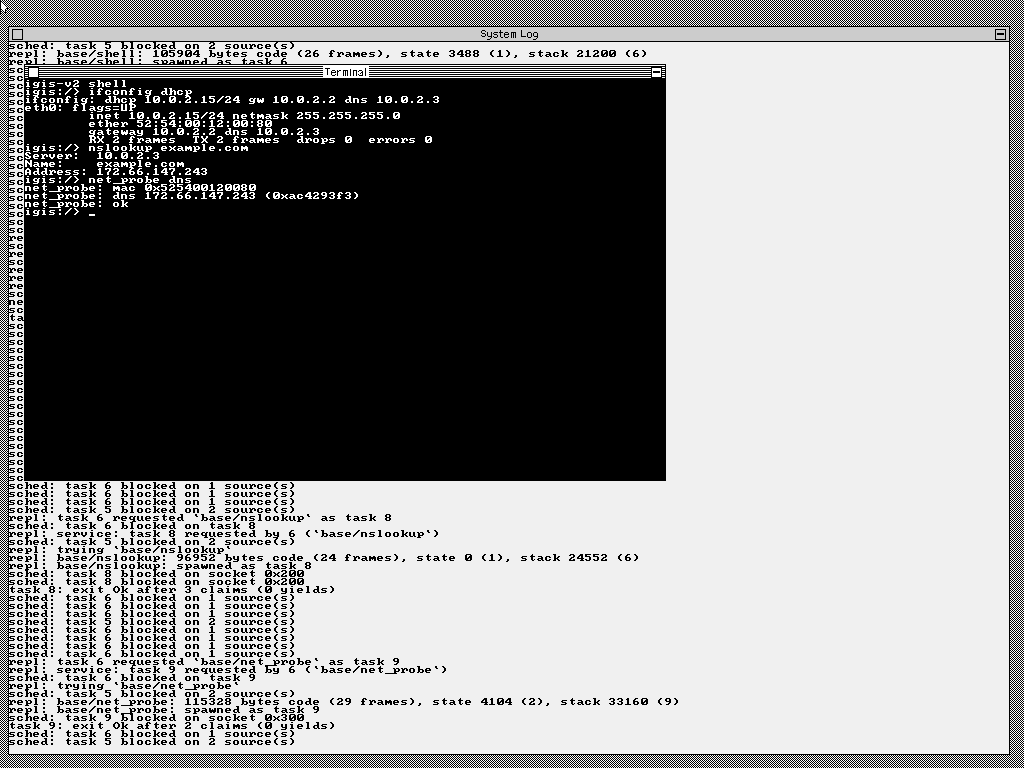 System Log
sched: task 5 blocked on 2 source(s)
repl: base/shell: 105904 bytes code (26 frames), state 3488 (1), stack 21200 (6)
repl: base/shell: spawned as task 6
Terminal
igis-v2 shell
igis:/> ifconfig dhcp
ifconfig: dhcp 10.0.2.15/24 gw 10.0.2.2 dns 10.0.2.3
eth0: flags=UP
inet 10.0.2.15/24 netmask 255.255.255.0
ether 52:54:00:12:00:80
gateway 10.0.2.2 dns 10.0.2.3
RX 2 frames TX 2 frames drops 0 errors 0
igis:/> nslookup example.com
Server: 10.0.2.3
Name: example.com
Address: 172.66.147.243
igis:/> net_probe dns
net_probe: mac 0x525400120080
net_probe: dns 172.66.147.243 (0xac4293f3)
net_probe: ok
igis:/> _
sched: task 6 blocked on 1 source(s)
sched: task 6 blocked on 1 source(s)
sched: task 6 blocked on 1 source(s)
sched: task 5 blocked on 2 source(s)
repl: task 6 requested `base/nslookup` as task 8
sched: task 6 blocked on task 8
repl: service: task 8 requested by 6 (`base/nslookup`)
sched: task 5 blocked on 2 source(s)
repl: trying `base/nslookup`
repl: base/nslookup: 96952 bytes code (24 frames), state 0 (1), stack 24552 (6)
repl: base/nslookup: spawned as task 8
sched: task 8 blocked on socket 0x200
sched: task 8 blocked on socket 0x200
task 8: exit Ok after 3 claims (0 yields)
sched: task 6 blocked on 1 source(s)
sched: task 6 blocked on 1 source(s)
sched: task 6 blocked on 1 source(s)
sched: task 5 blocked on 2 source(s)
sched: task 6 blocked on 1 source(s)
sched: task 6 blocked on 1 source(s)
sched: task 6 blocked on 1 source(s)
sched: task 6 blocked on 1 source(s)
repl: task 6 requested `base/net_probe` as task 9
repl: service: task 9 requested by 6 (`base/net_probe`)
sched: task 6 blocked on task 9
repl: trying `base/net_probe`
sched: task 5 blocked on 2 source(s)
repl: base/net_probe: 115328 bytes code (29 frames), state 4104 (2), stack 33160 (9)
repl: base/net_probe: spawned as task 9
sched: task 9 blocked on socket 0x300
task 9: exit Ok after 2 claims (0 yields)
sched: task 6 blocked on 1 source(s)
sched: task 5 blocked on 2 source(s)